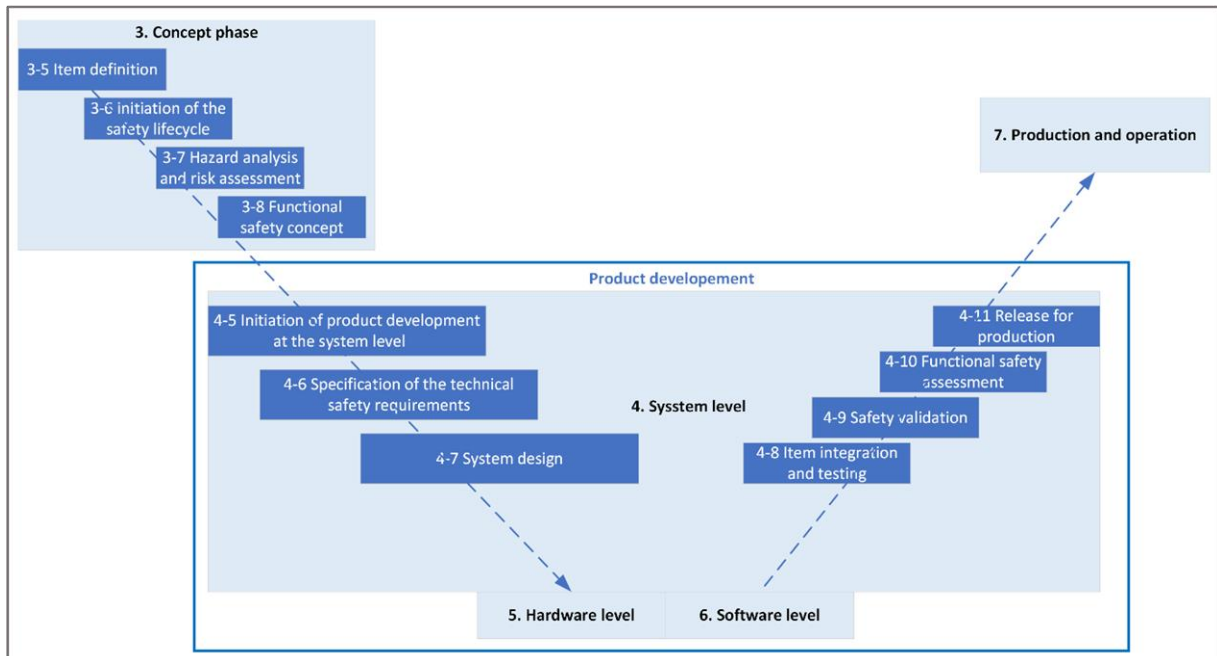 3. Concept phase
3-5 Item definition
3-6 initiation of the
safety lifecycle
3-7 Hazard analysis
and risk assessment
3-8 Functional
safety concept
7. Production and operation
Product developement
4-5 Initiation of product development
at the system level
4-6 Specification of the technical
safety requirements
4-7 System design
4. Sysstem level
4-11 Release for
production
4-10 Functional safety
assessment
4-9 Safety validation
4-8 Item integration
and testing
5. Hardware level
6. Software level